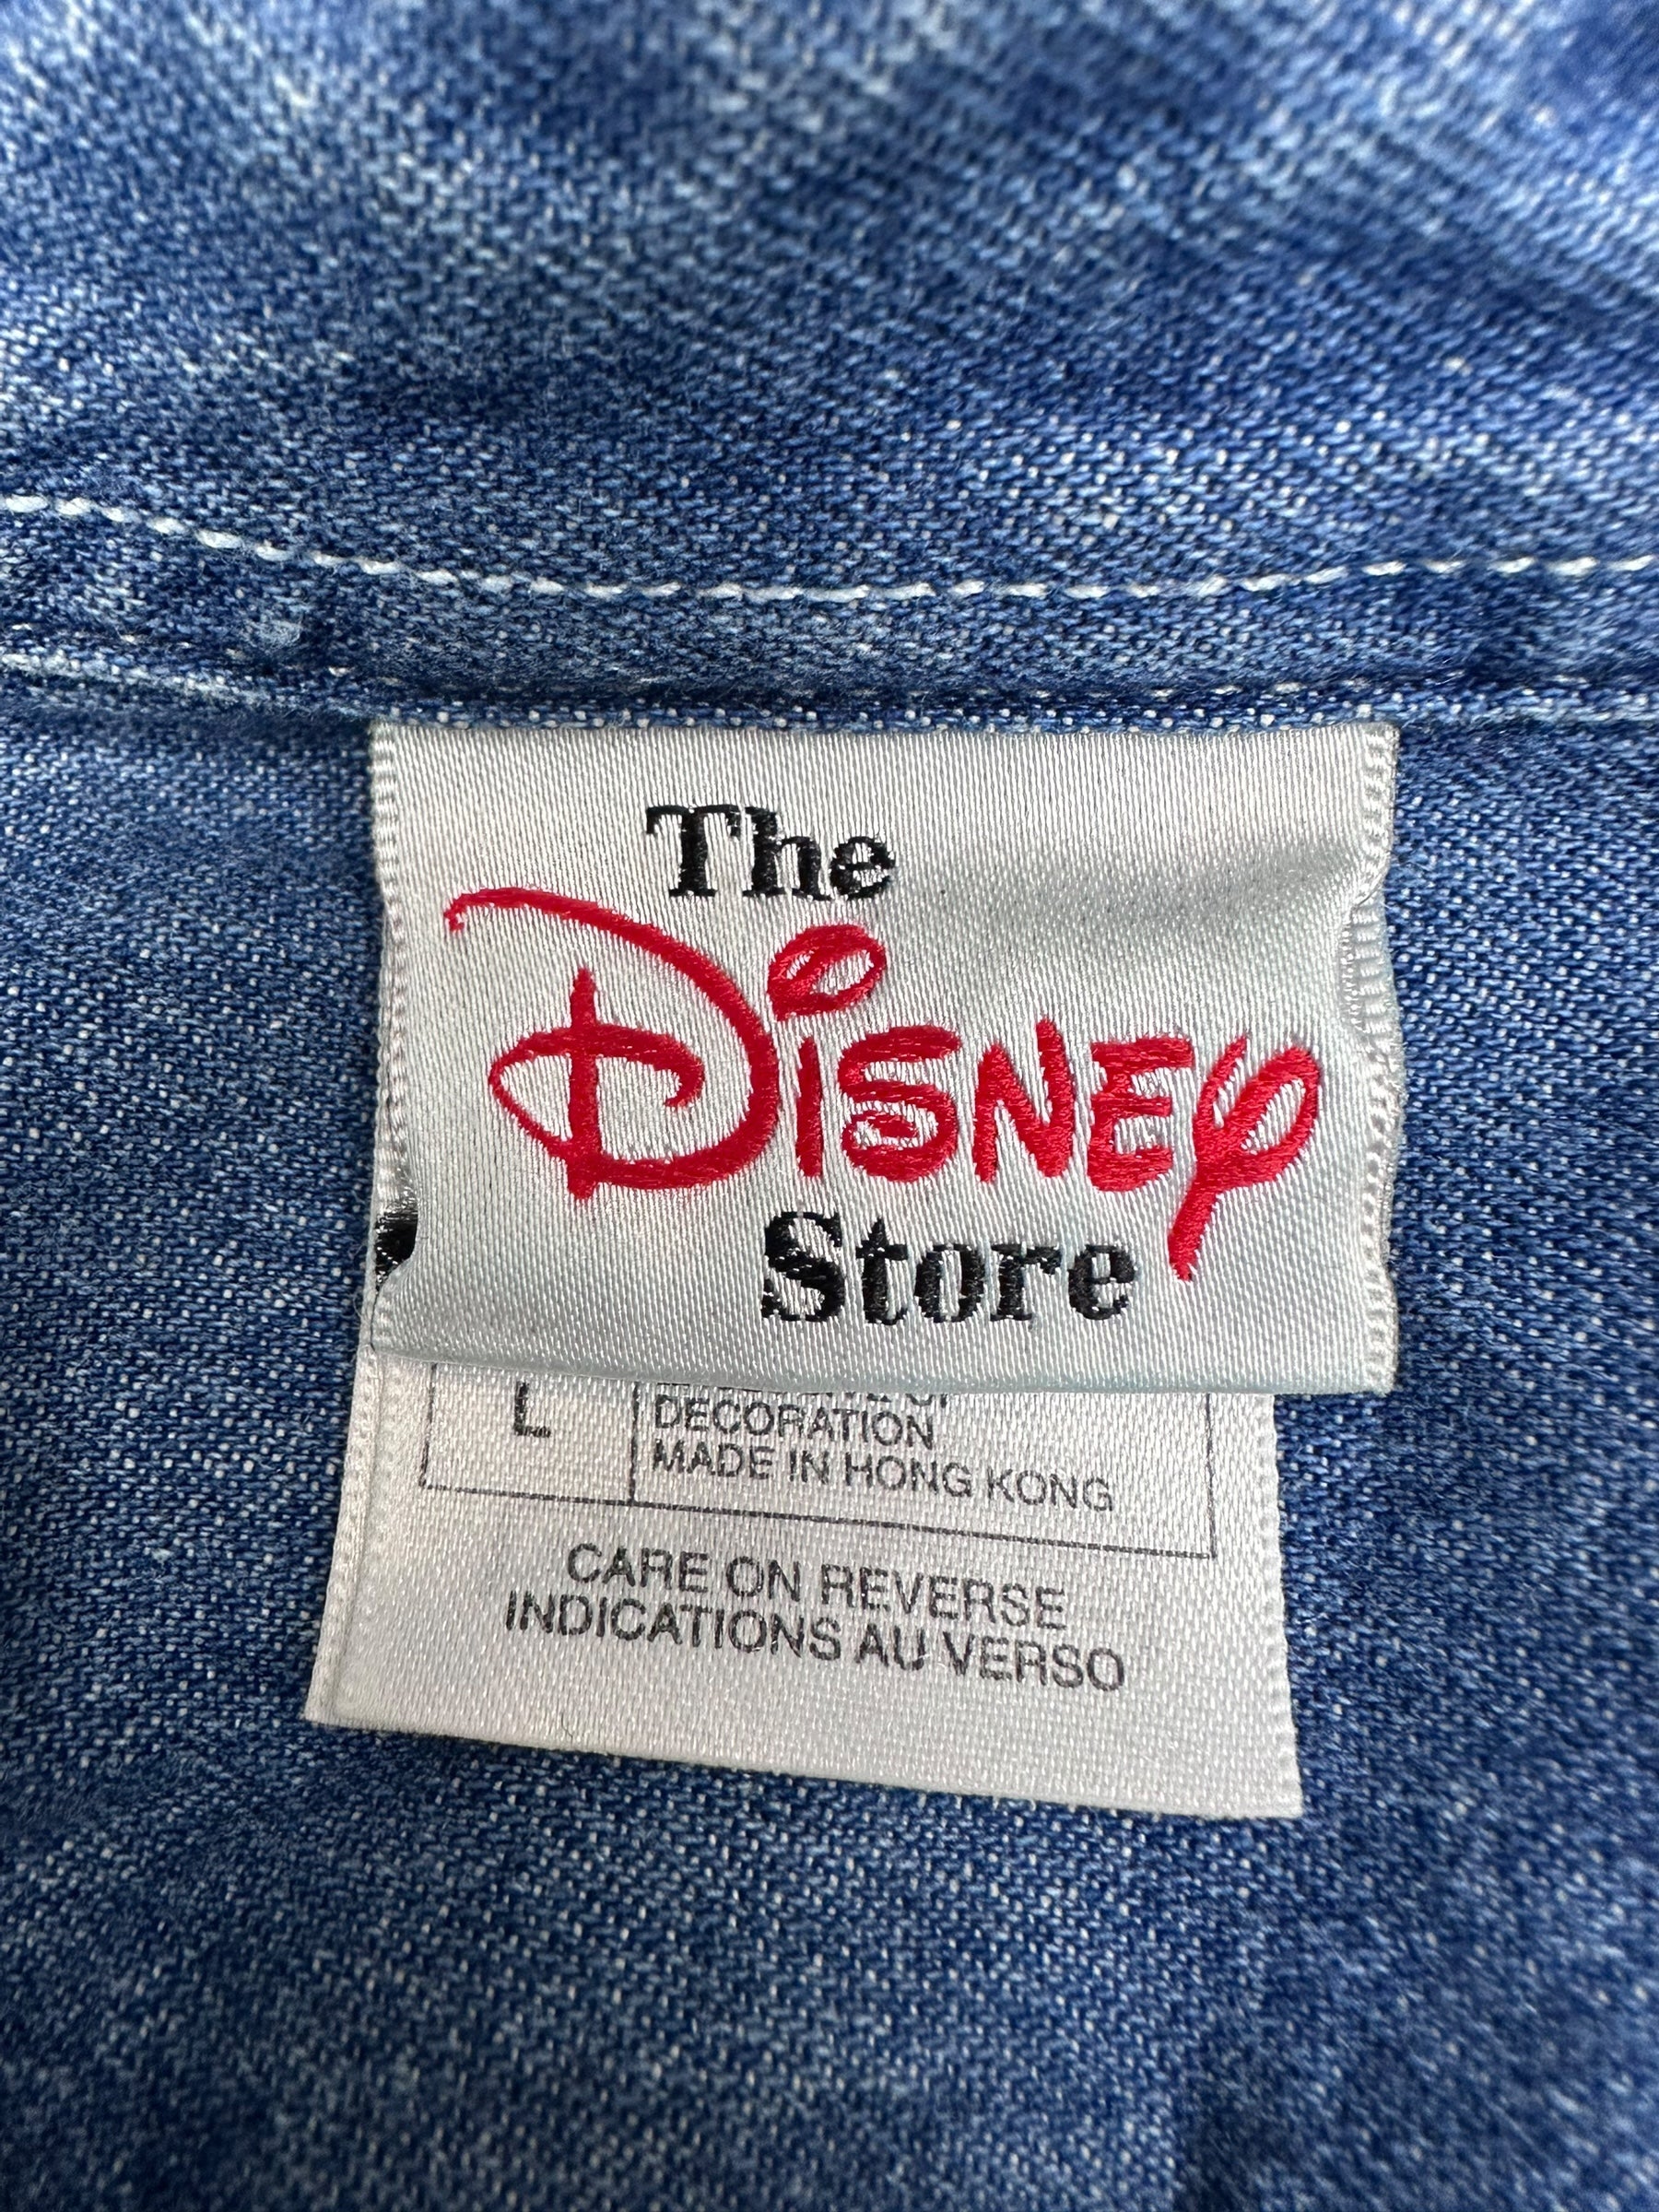 The
Disney
Store
L
DECORATION
MADE IN HONG KONG
CARE ON REVERSE
INDICATIONS AU VERSO